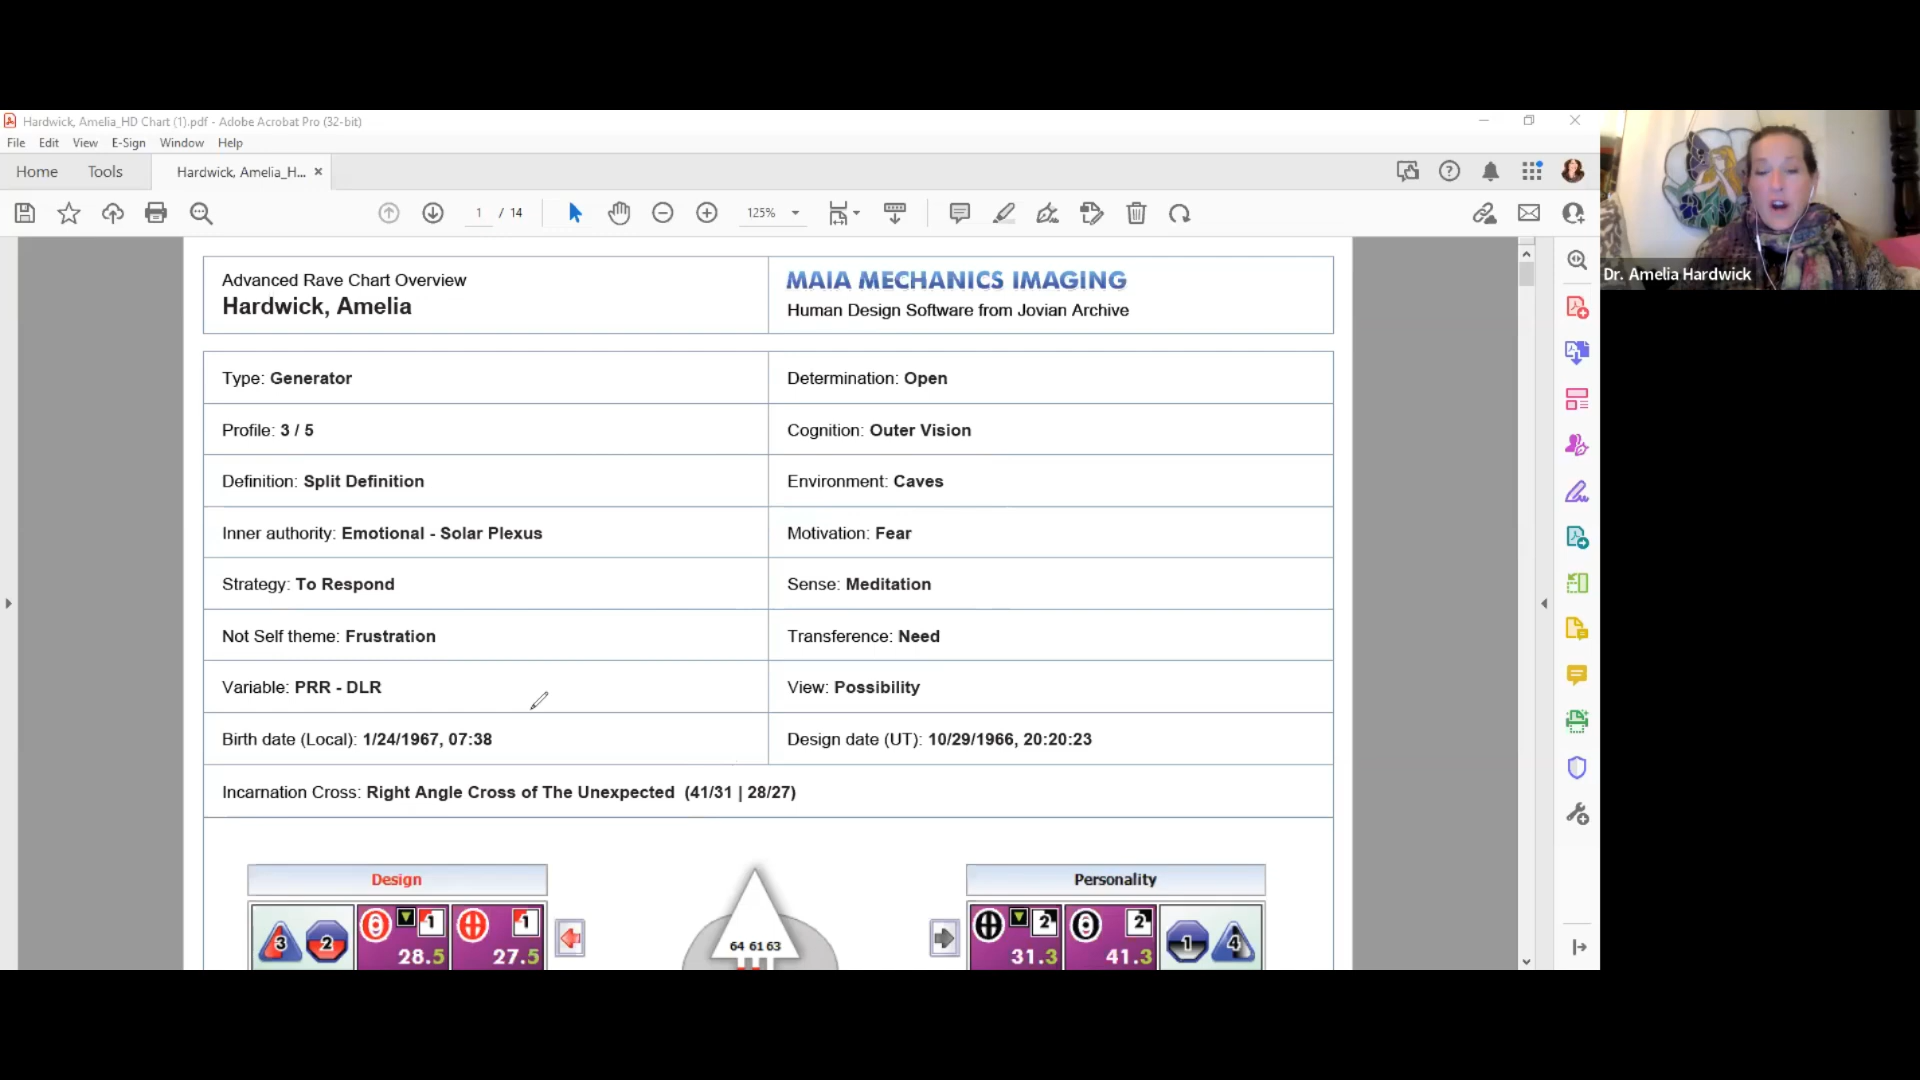 Hardwick, Amelia_HD Chart (1).pdf - Adobe Acrobat Pro (32-bit)
File Edit View E-Sign Window Help
Home Tools Hardwick, Amelia_H... ×
1 / 14 125%
Dr. Amelia Hardwick
Advanced Rave Chart Overview
Hardwick, Amelia
MAIA MECHANICS IMAGING
Human Design Software from Jovian Archive
Type: Generator
Determination: Open
Profile: 3 / 5
Cognition: Outer Vision
Definition: Split Definition
Environment: Caves
Inner authority: Emotional - Solar Plexus
Motivation: Fear
Strategy: To Respond
Sense: Meditation
Not Self theme: Frustration
Transference: Need
Variable: PRR - DLR
View: Possibility
Birth date (Local): 1/24/1967, 07:38
Design date (UT): 10/29/1966, 20:20:23
Incarnation Cross: Right Angle Cross of The Unexpected (41/31 | 28/27)
Design
Personality
3 2 1 1
28.5 27.5
64 61 63
2 2 1 4
31.3 41.3